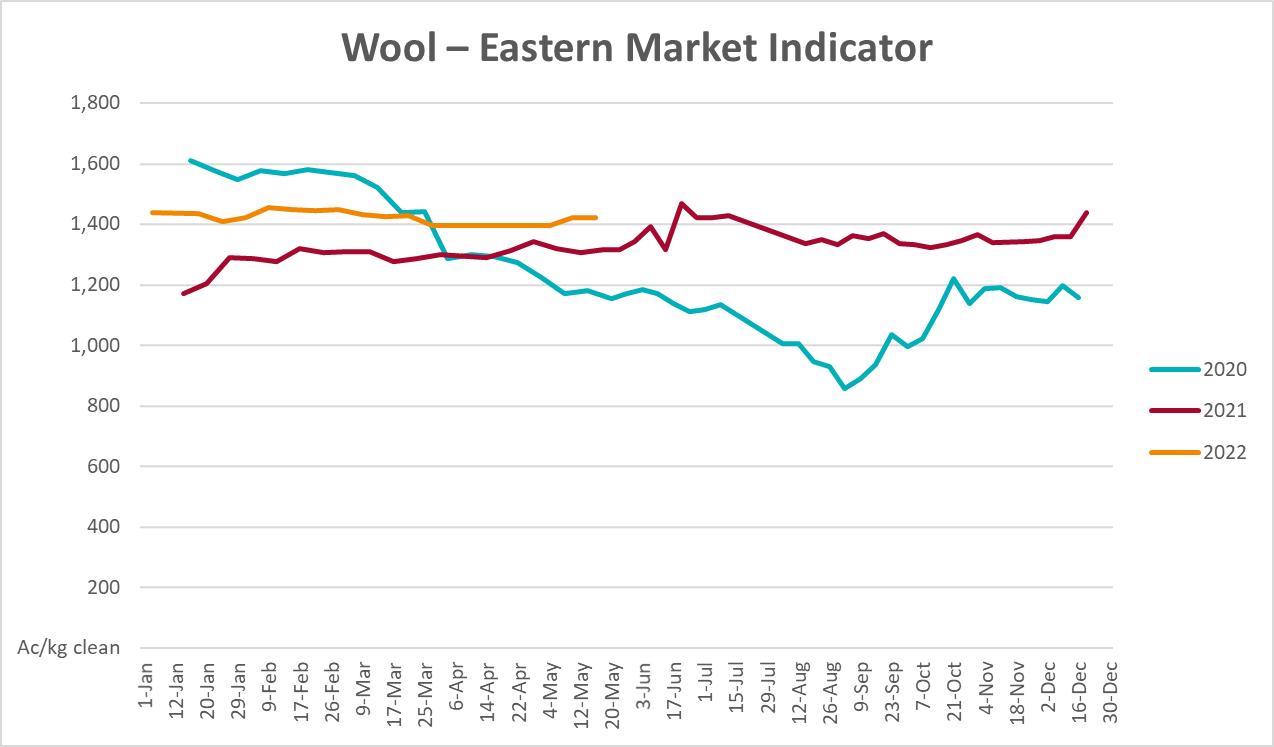 Wool – Eastern Market Indicator
1,800
1,600
1,400
1,200
1,000
800
600
400
200
Ac/kg clean
1-Jan
12-Jan
20-Jan
29-Jan
9-Feb
17-Feb
26-Feb
9-Mar
17-Mar
25-Mar
6-Apr
14-Apr
22-Apr
4-May
12-May
20-May
3-Jun
17-Jun
1-Jul
15-Jul
29-Jul
12-Aug
26-Aug
9-Sep
23-Sep
7-Oct
21-Oct
4-Nov
18-Nov
2-Dec
16-Dec
30-Dec
2020
2021
2022